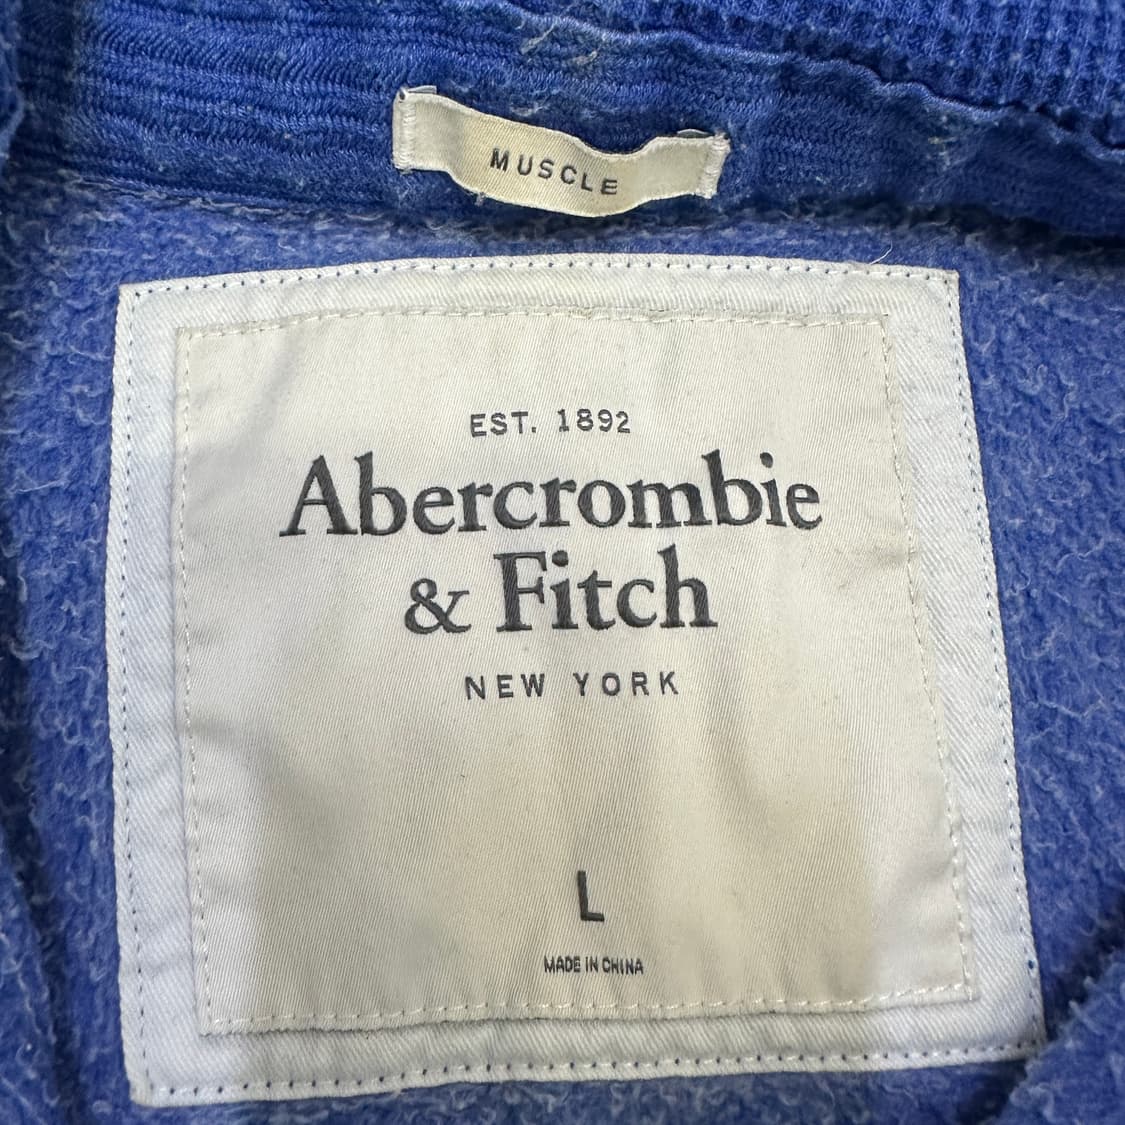 MUSCLE
EST. 1892
Abercrombie
& Fitch
NEW YORK
L
MADE IN CHINA